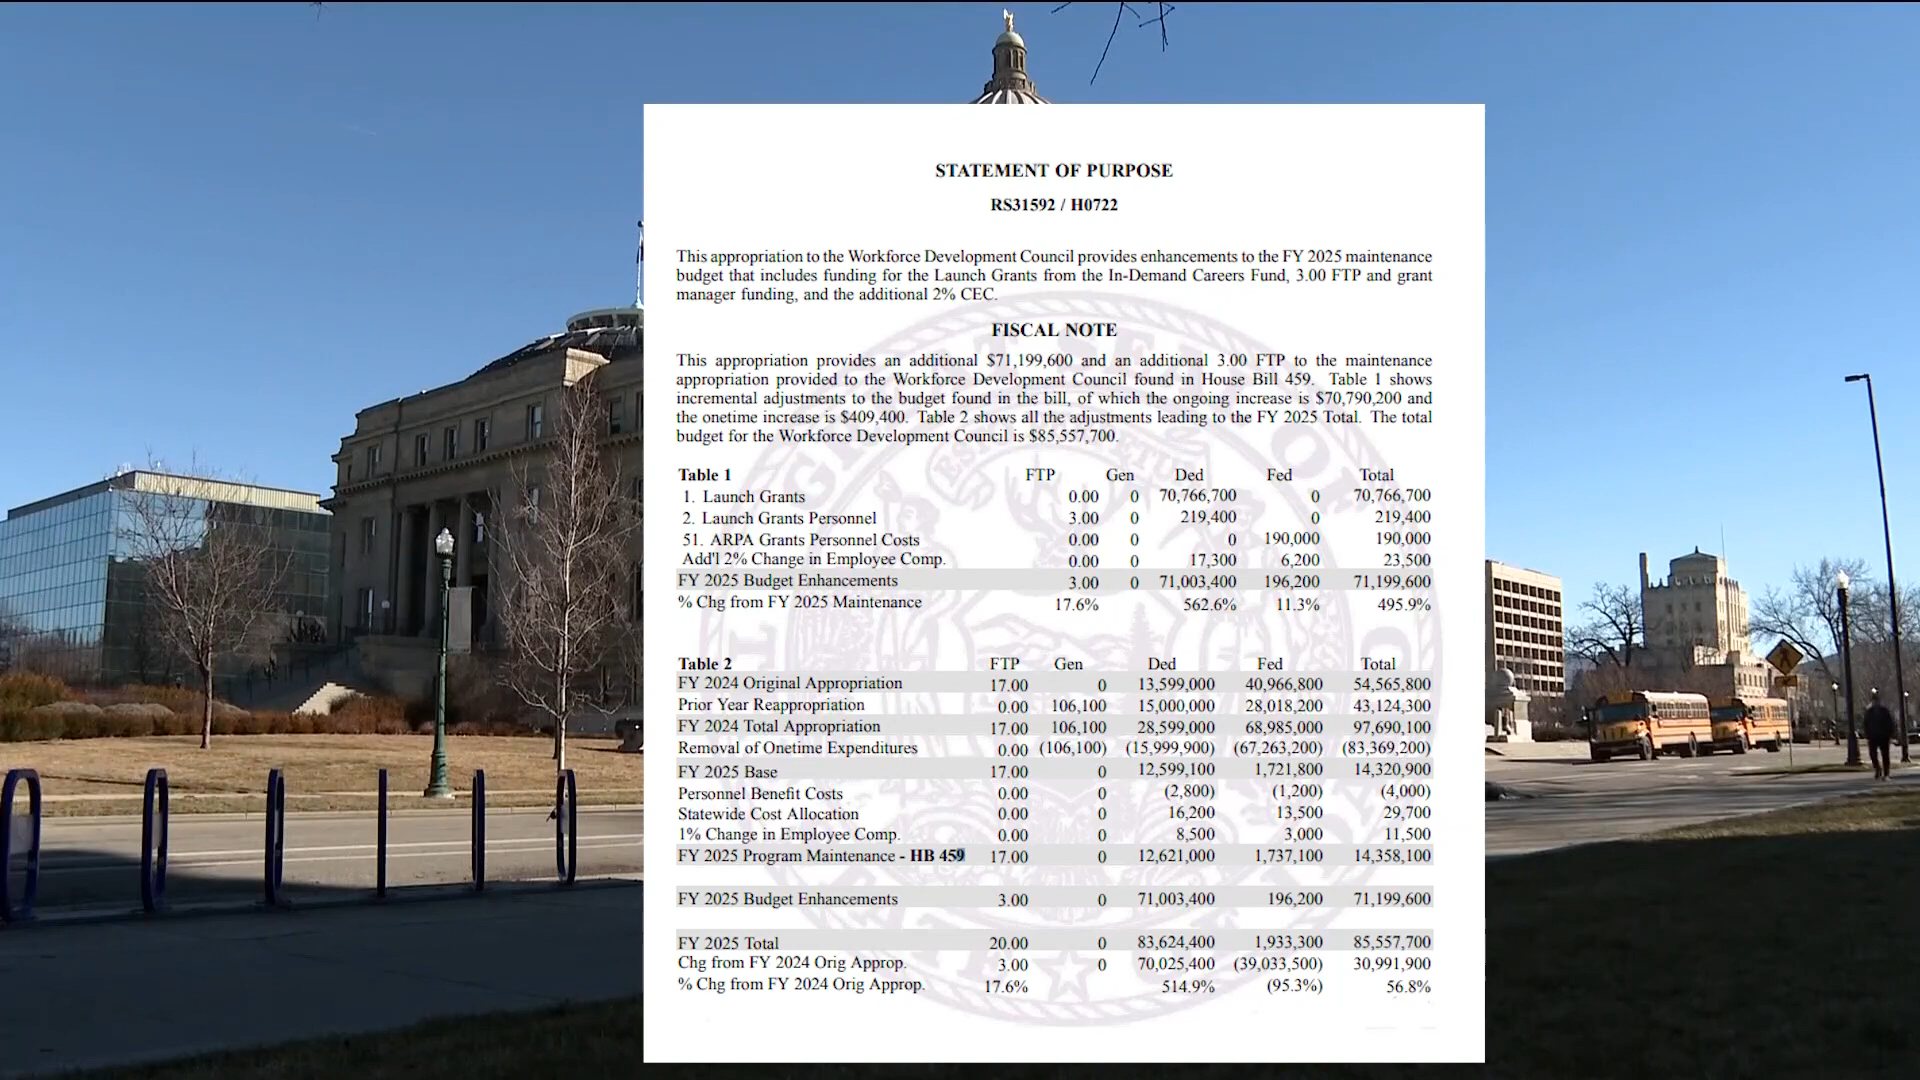 STATEMENT OF PURPOSE
RS31592 / H0722
This appropriation to the Workforce Development Council provides enhancements to the FY 2025 maintenance
budget that includes funding for the Launch Grants from the In-Demand Careers Fund, 3.00 FTP and grant
manager funding, and the additional 2% CEC.
FISCAL NOTE
This appropriation provides an additional $71,199,600 and an additional 3.00 FTP to the maintenance
appropriation provided to the Workforce Development Council found in House Bill 459. Table 1 shows
incremental adjustments to the budget found in the bill, of which the ongoing increase is $70,790,200 and
the onetime increase is $409,400. Table 2 shows all the adjustments leading to the FY 2025 Total. The total
budget for the Workforce Development Council is $85,557,700.
Table 1 FTP Gen Ded Fed Total
1. Launch Grants 0.00 0 70,766,700 0 70,766,700
2. Launch Grants Personnel 3.00 0 219,400 0 219,400
51. ARPA Grants Personnel Costs 0.00 0 0 190,000 190,000
Add'l 2% Change in Employee Comp. 0.00 0 17,300 6,200 23,500
FY 2025 Budget Enhancements 3.00 0 71,003,400 196,200 71,199,600
% Chg from FY 2025 Maintenance 17.6% 562.6% 11.3% 495.9%
Table 2 FTP Gen Ded Fed Total
FY 2024 Original Appropriation 17.00 0 13,599,000 40,966,800 54,565,800
Prior Year Reappropriation 0.00 106,100 15,000,000 28,018,200 43,124,300
FY 2024 Total Appropriation 17.00 106,100 28,599,000 68,985,000 97,690,100
Removal of Onetime Expenditures 0.00 (106,100) (15,999,900) (67,263,200) (83,369,200)
FY 2025 Base 17.00 0 12,599,100 1,721,800 14,320,900
Personnel Benefit Costs 0.00 0 (2,800) (1,200) (4,000)
Statewide Cost Allocation 0.00 0 16,200 13,500 29,700
1% Change in Employee Comp. 0.00 0 8,500 3,000 11,500
FY 2025 Program Maintenance - HB 459 17.00 0 12,621,000 1,737,100 14,358,100
FY 2025 Budget Enhancements 3.00 0 71,003,400 196,200 71,199,600
FY 2025 Total 20.00 0 83,624,400 1,933,300 85,557,700
Chg from FY 2024 Orig Approp. 3.00 0 70,025,400 (39,033,500) 30,991,900
% Chg from FY 2024 Orig Approp. 17.6% 514.9% (95.3%) 56.8%